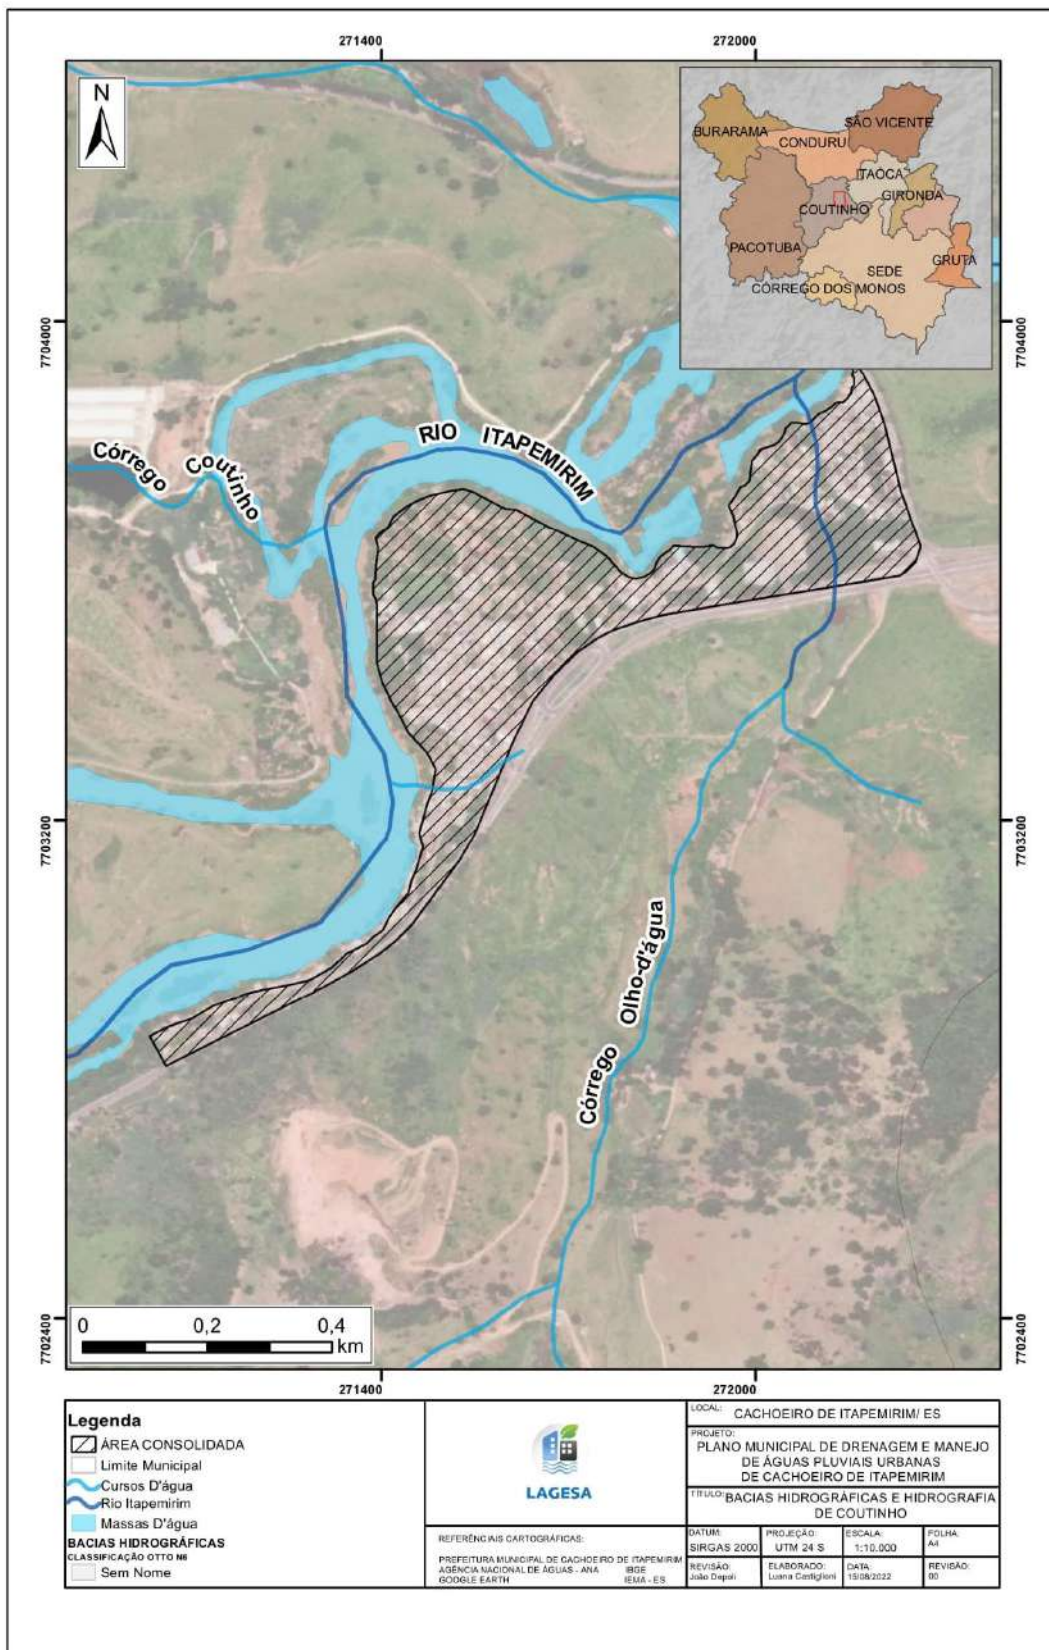 271400
272000
N
BURARAMA
SÃO VICENTE
CONDURU
ITAÓCA
GIRONDA
COUTINHO
PACOTUBA
GRUTA
SEDE
CÓRREGO DOS MONOS
7704000
7704000
RIO ITAPEMIRIM
Córrego Coutinho
7703200
7703200
Córrego Olho-d'água
7702400
7702400
0 0,2 0,4
km
271400
272000
Legenda
ÁREA CONSOLIDADA
Limite Municipal
Cursos D'água
Rio Itapemirim
Massas D'água
BACIAS HIDROGRÁFICAS
CLASSIFICAÇÃO OTTO N6
Sem Nome
LAGESA
REFERÊNCIAIS CARTOGRÁFICAS:
PREFEITURA MUNICIPAL DE CACHOEIRO DE ITAPEMIRIM
AGÊNCIA NACIONAL DE ÁGUAS - ANA IBGE
GOOGLE EARTH IEMA - ES
LOCAL: CACHOEIRO DE ITAPEMIRIM/ ES
PROJETO:
PLANO MUNICIPAL DE DRENAGEM E MANEJO
DE ÁGUAS PLUVIAIS URBANAS
DE CACHOEIRO DE ITAPEMIRIM
TÍTULO: BACIAS HIDROGRÁFICAS E HIDROGRAFIA
DE COUTINHO
DATUM: PROJEÇÃO: ESCALA: FOLHA:
SIRGAS 2000 UTM 24 S 1:10.000 A4
REVISÃO: ELABORADO: DATA: REVISÃO:
João Depoli Luana Castiglioni 15/08/2022 00